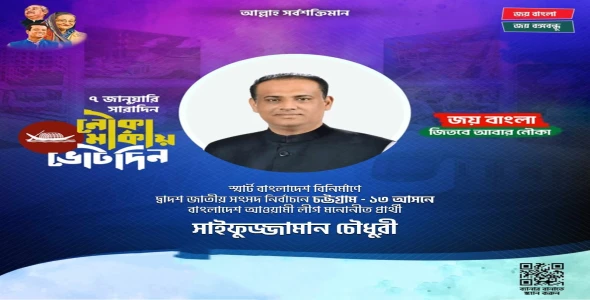 আল্লাহ সর্বশক্তিমান
জয় বাংলা
জয় বঙ্গবন্ধু
৭ জানুয়ারি
সারাদিন
নৌকা
মার্কায়
ভোট দিন
জয় বাংলা
জিতবে আবার নৌকা
স্মার্ট বাংলাদেশ বিনির্মাণে
দ্বাদশ জাতীয় সংসদ নির্বাচনে চট্টগ্রাম - ১৩ আসনে
বাংলাদেশ আওয়ামী লীগ মনোনীত প্রার্থী
সাইফুজ্জামান চৌধুরী
ব্যানার বানাতে
স্ক্যান করুন